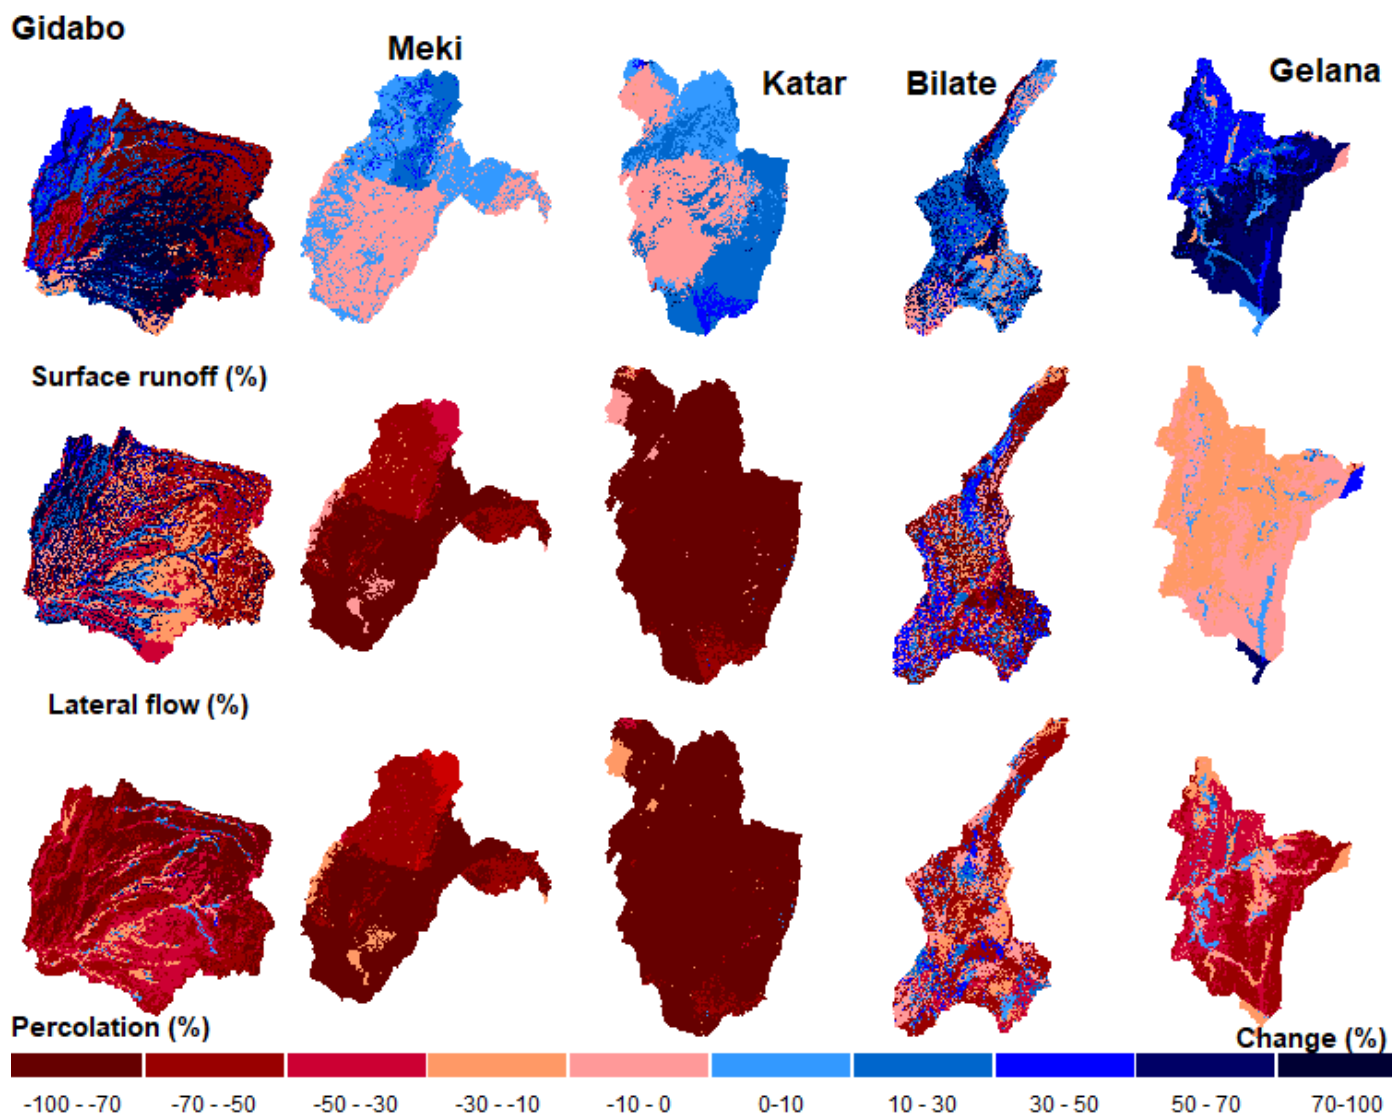 Gidabo
Meki
Katar
Bilate
Gelana
Surface runoff (%)
Lateral flow (%)
Percolation (%)
Change (%)
-100 - -70
-70 - -50
-50 - -30
-30 - -10
-10 - 0
0-10
10 - 30
30 - 50
50 - 70
70-100